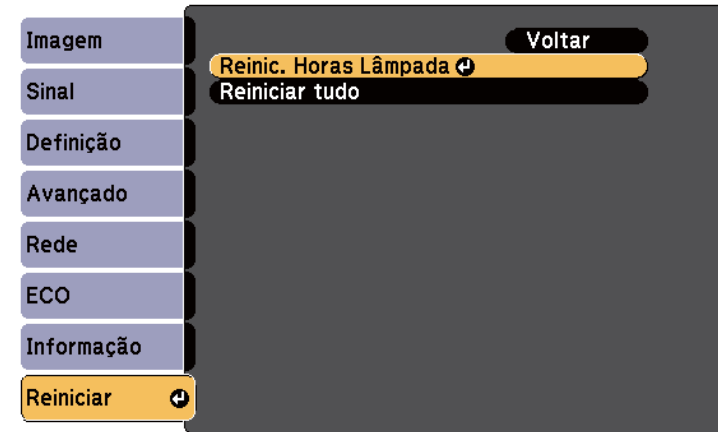 Imagem
Sinal
Definição
Avançado
Rede
ECO
Informação
Reiniciar
Voltar
Reinic. Horas Lâmpada
Reiniciar tudo